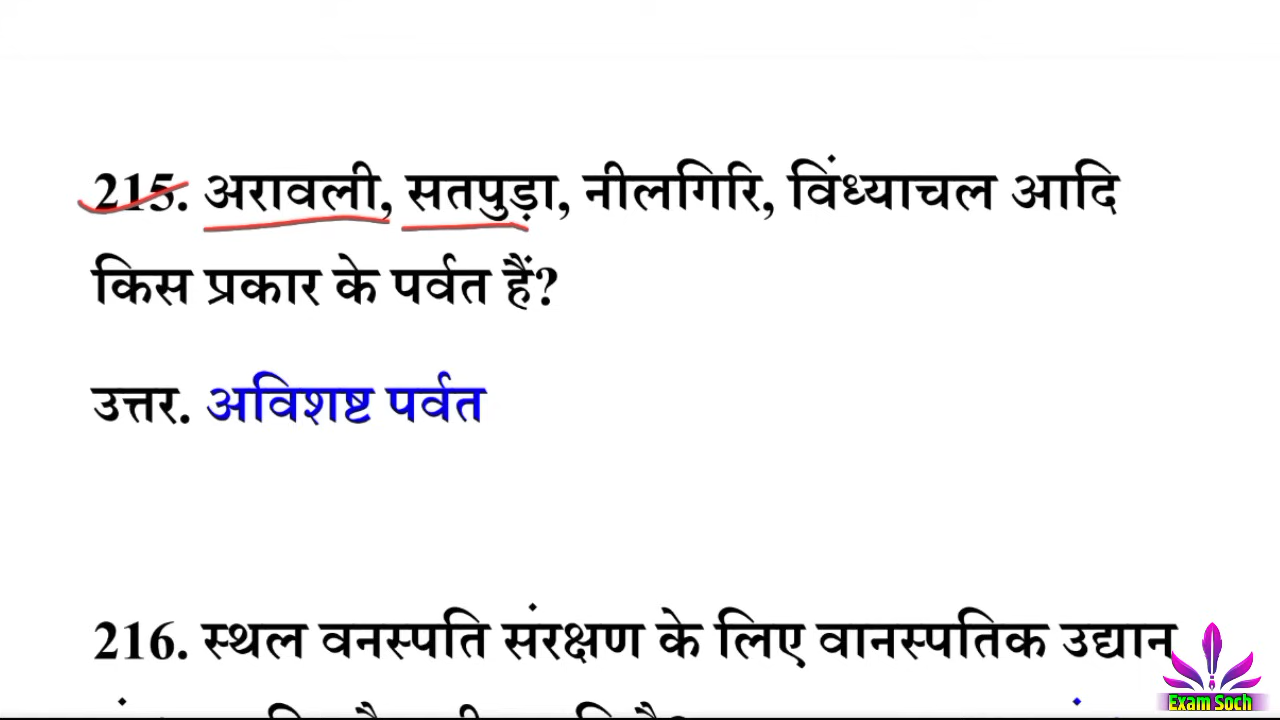 215. अरावली, सतपुड़ा, नीलगिरि, विंध्याचल आदि
किस प्रकार के पर्वत हैं?
उत्तर. अविशष्ट पर्वत
216. स्थल वनस्पति संरक्षण के लिए वानस्पतिक उद्यान
Exam Soch